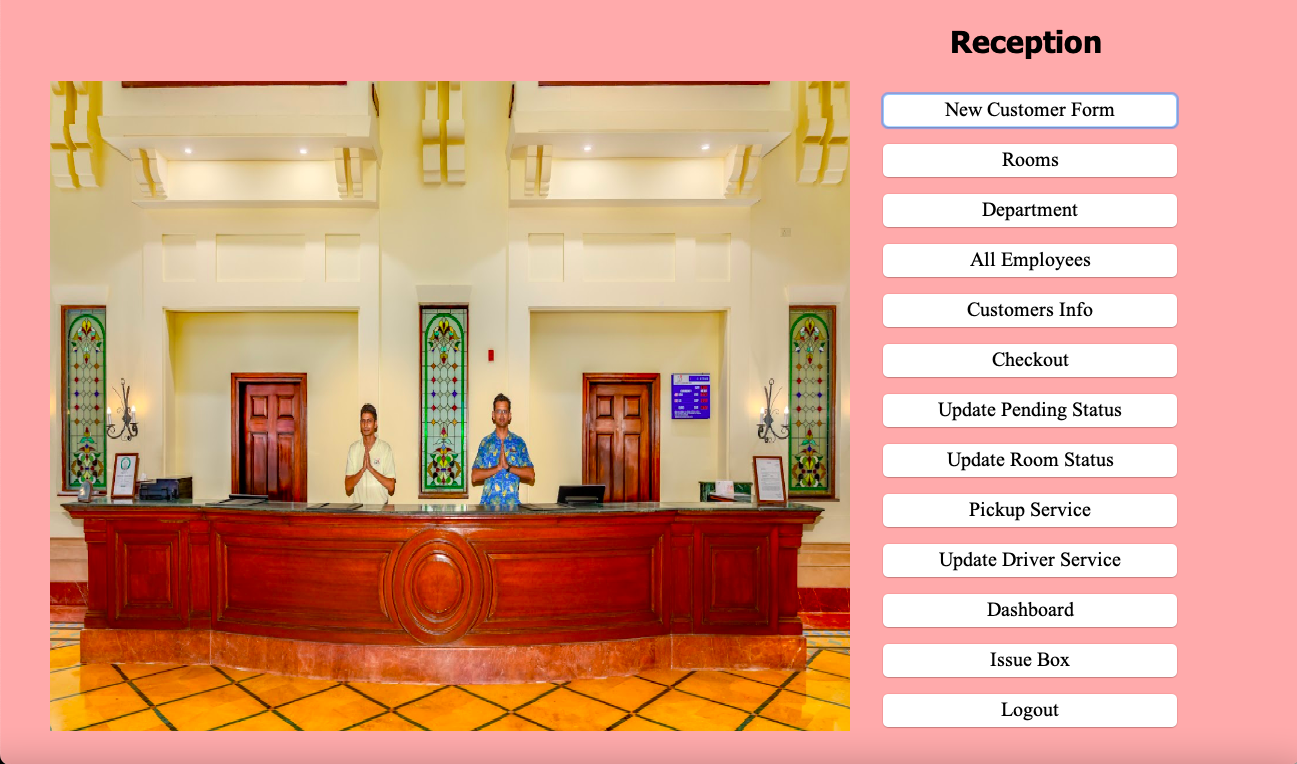 Reception
New Customer Form
Rooms
Department
All Employees
Customers Info
Checkout
Update Pending Status
Update Room Status
Pickup Service
Update Driver Service
Dashboard
Issue Box
Logout